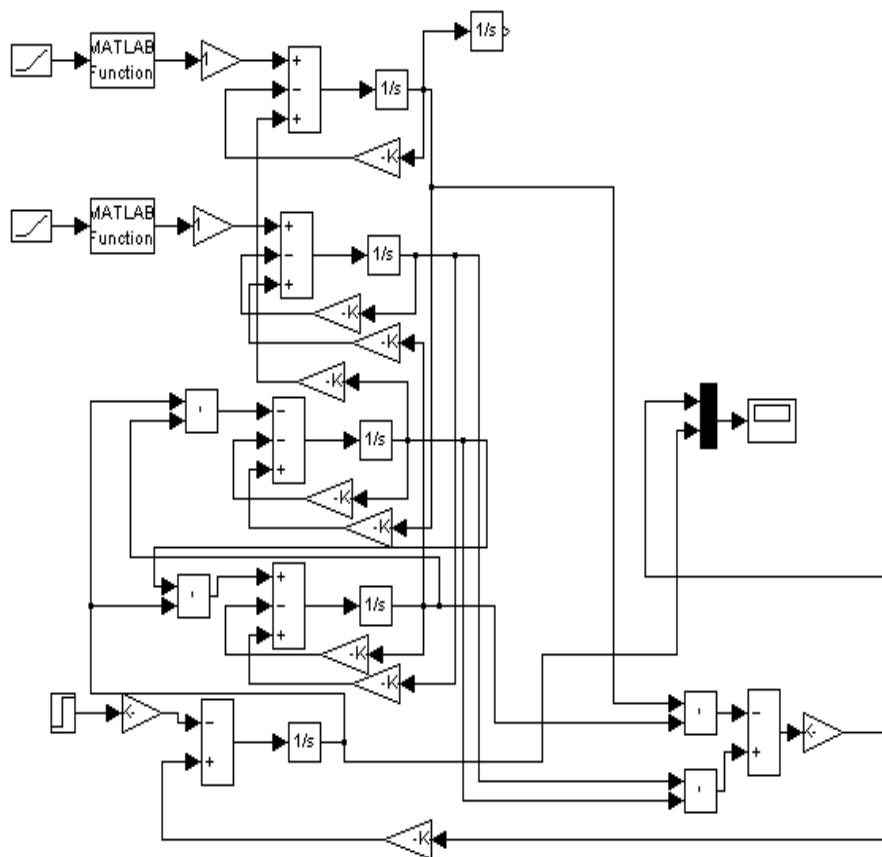 1/s
MATLAB
Function
1
+
−
+
1/s
-K
MATLAB
Function
1
+
−
+
1/s
-K
-K
-K
−
−
+
1/s
-K
-K
+
−
+
1/s
-K
-K
K-
−
+
1/s
−
+
K-
-K